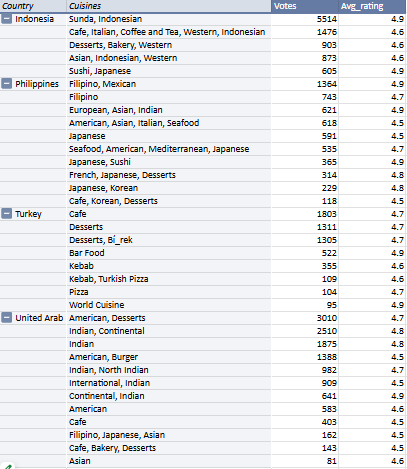 Country Cuisines Votes Avg_rating
Indonesia Sunda, Indonesian 5514 4.9
Cafe, Italian, Coffee and Tea, Western, Indonesian 1476 4.6
Desserts, Bakery, Western 903 4.6
Asian, Indonesian, Western 873 4.6
Sushi, Japanese 605 4.9
Philippines Filipino, Mexican 1364 4.9
Filipino 743 4.7
European, Asian, Indian 621 4.9
American, Asian, Italian, Seafood 618 4.5
Japanese 591 4.5
Seafood, American, Mediterranean, Japanese 535 4.7
Japanese, Sushi 365 4.9
French, Japanese, Desserts 314 4.8
Japanese, Korean 229 4.8
Cafe, Korean, Desserts 118 4.5
Turkey Cafe 1803 4.7
Desserts 1311 4.7
Desserts, Bí_rek 1305 4.7
Bar Food 522 4.9
Kebab 355 4.6
Kebab, Turkish Pizza 109 4.6
Pizza 104 4.7
World Cuisine 95 4.9
United Arab American, Desserts 3010 4.7
Indian, Continental 2510 4.8
Indian 1875 4.8
American, Burger 1388 4.5
Indian, North Indian 982 4.7
International, Indian 909 4.5
Continental, Indian 641 4.9
American 583 4.6
Cafe 403 4.5
Filipino, Japanese, Asian 162 4.5
Cafe, Bakery, Desserts 143 4.5
Asian 81 4.6